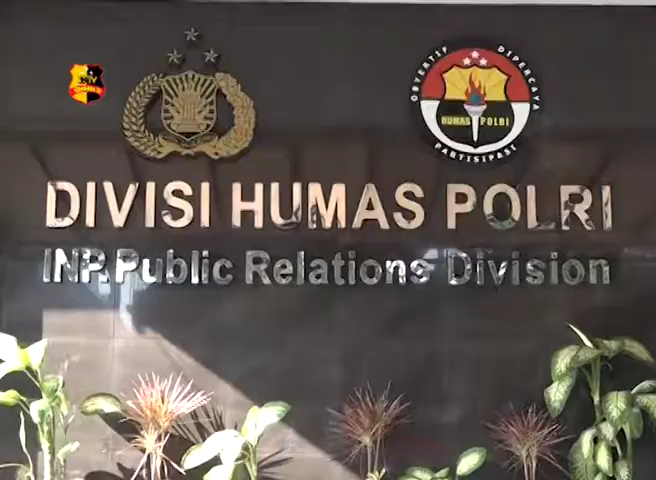 OBYEKTIF DIPERCAYA
HUMAS POLRI
PARTISIPASI
DIVISI HUMAS POLRI
INP.Public Relations Division